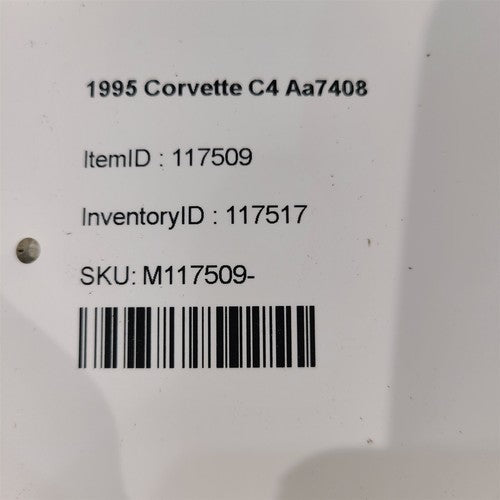 1995 Corvette C4 Aa7408
ItemID : 117509
InventoryID : 117517
SKU: M117509-